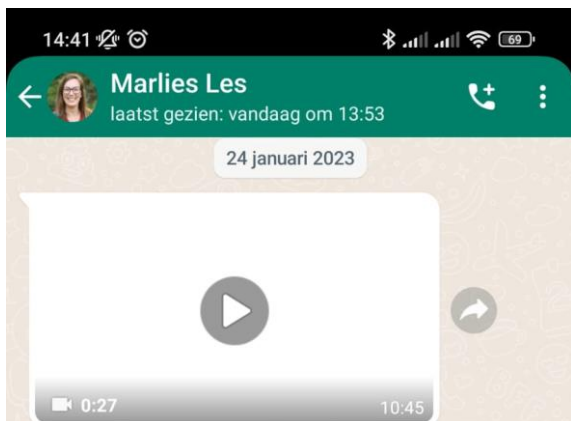 14:41 69
Marlies Les
laatst gezien: vandaag om 13:53
24 januari 2023
0:27 10:45